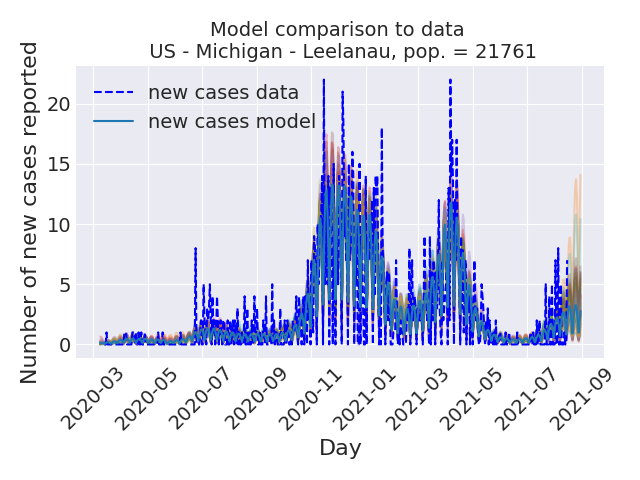 Model comparison to data
US - Michigan - Leelanau, pop. = 21761
Number of new cases reported
new cases data
new cases model
20
15
10
5
0
2020-03
2020-05
2020-07
2020-09
2020-11
2021-01
2021-03
2021-05
2021-07
2021-09
Day